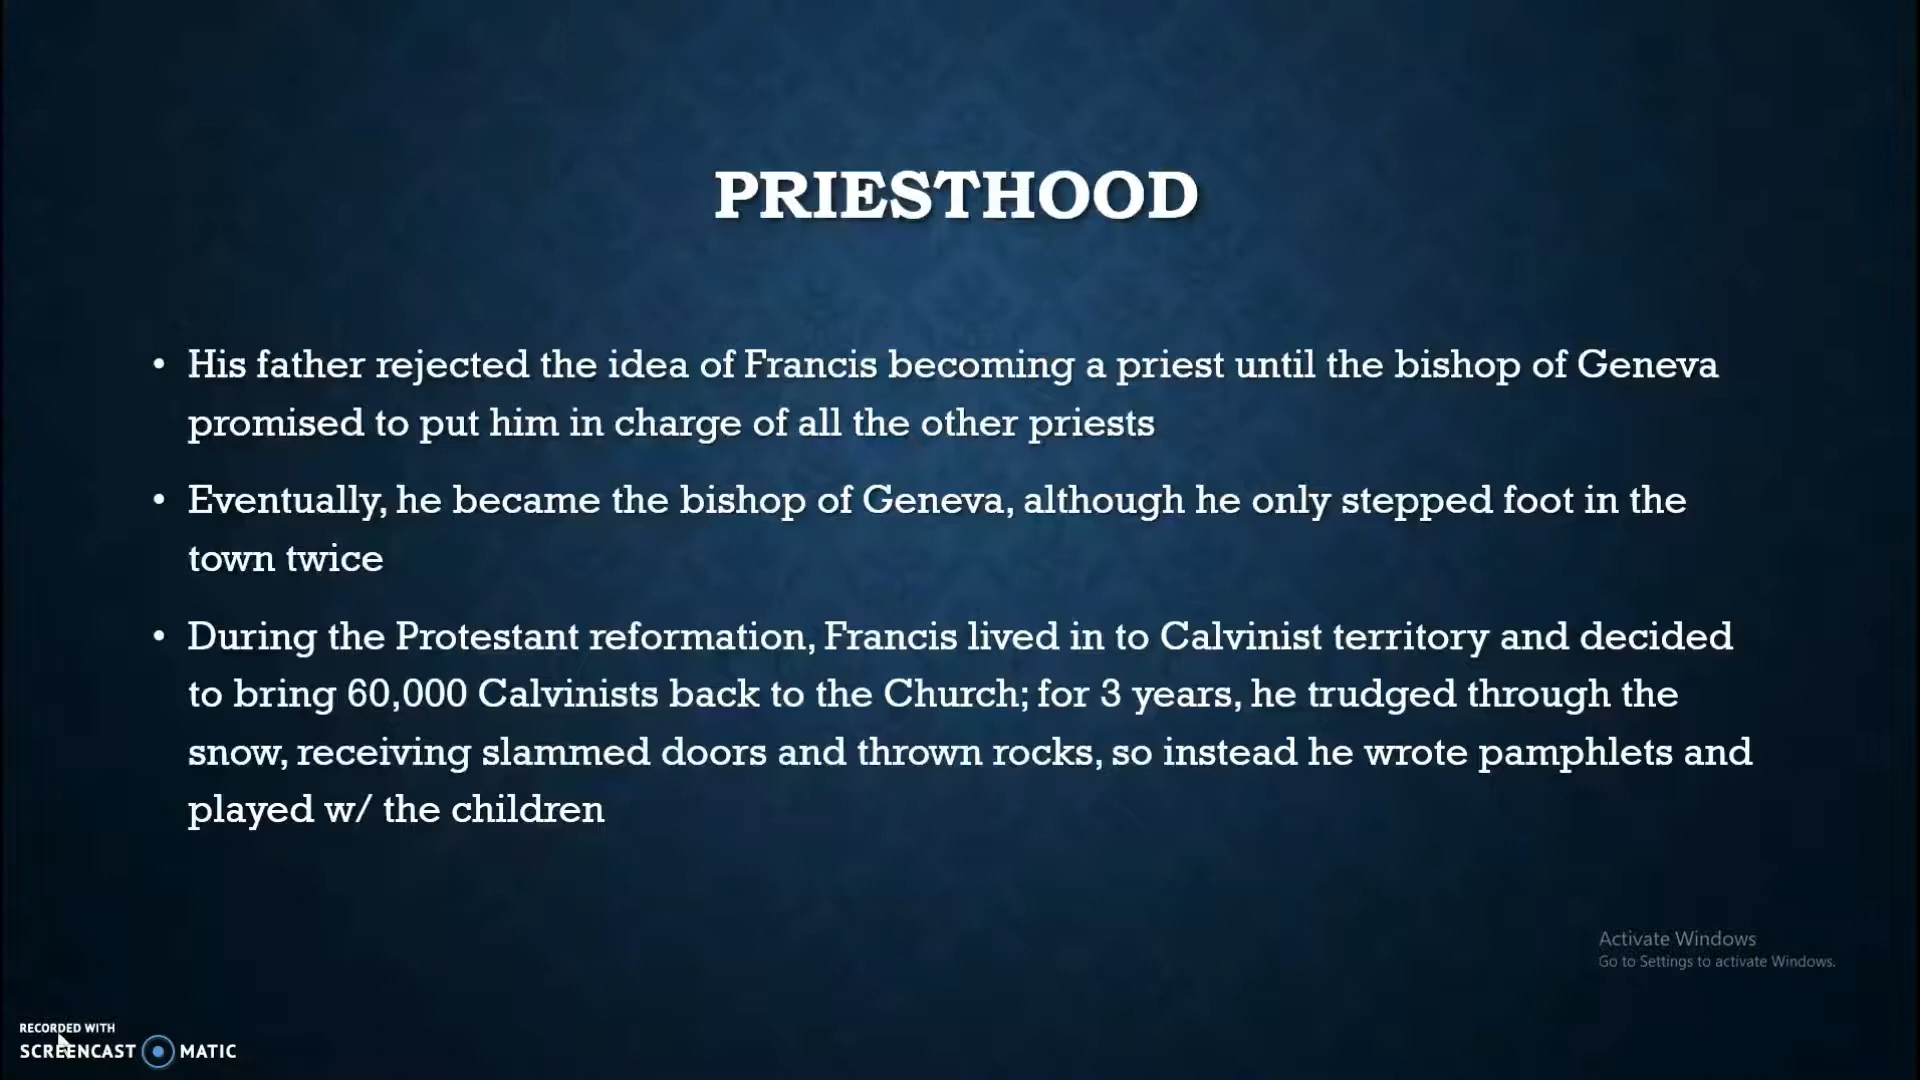 PRIESTHOOD
• His father rejected the idea of Francis becoming a priest until the bishop of Geneva
promised to put him in charge of all the other priests
• Eventually, he became the bishop of Geneva, although he only stepped foot in the
town twice
• During the Protestant reformation, Francis lived in to Calvinist territory and decided
to bring 60,000 Calvinists back to the Church; for 3 years, he trudged through the
snow, receiving slammed doors and thrown rocks, so instead he wrote pamphlets and
played w/ the children
Activate Windows
Go to Settings to activate Windows.
RECORDED WITH
SCREENCAST MATIC